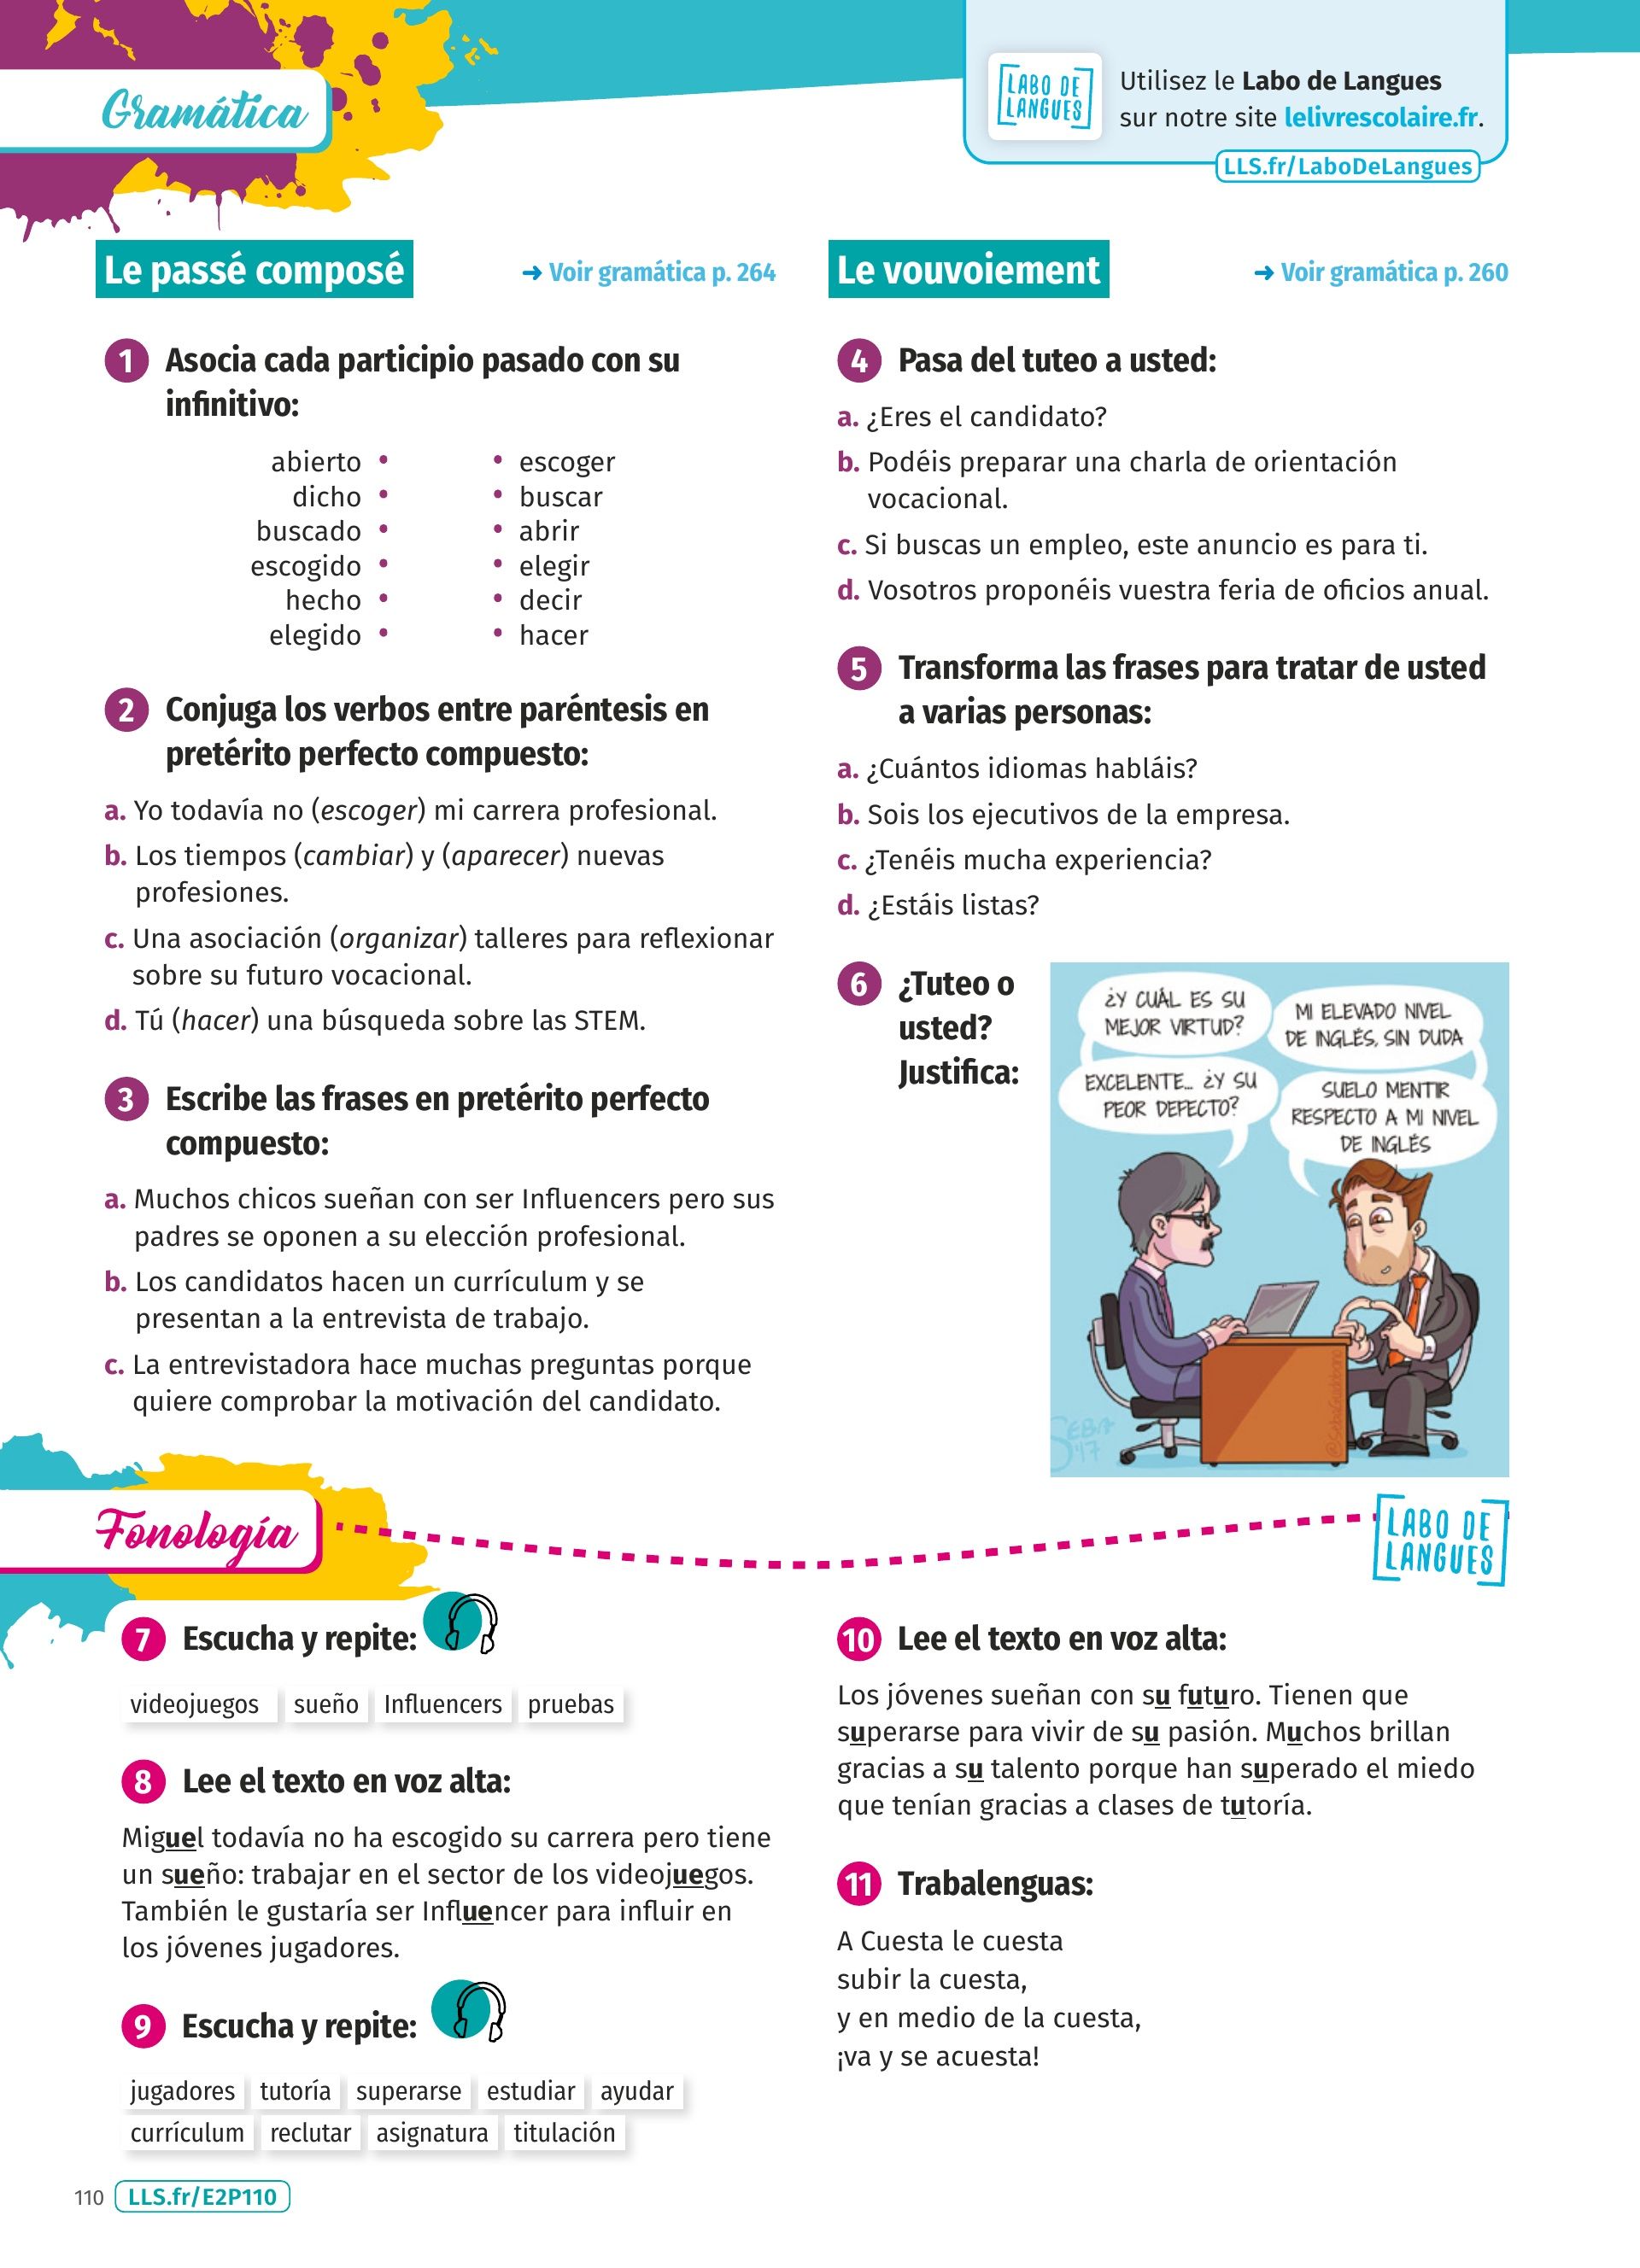 Gramática
LABO DE
LANGUES
Utilisez le Labo de Langues
sur notre site lelivrescolaire.fr.
LLS.fr/LaboDeLangues
Le passé composé
➜ Voir gramática p. 264
1 Asocia cada participio pasado con su
infinitivo:
abierto • • escoger
dicho • • buscar
buscado • • abrir
escogido • • elegir
hecho • • decir
elegido • • hacer
2 Conjuga los verbos entre paréntesis en
pretérito perfecto compuesto:
a. Yo todavía no (escoger) mi carrera profesional.
b. Los tiempos (cambiar) y (aparecer) nuevas
profesiones.
c. Una asociación (organizar) talleres para reflexionar
sobre su futuro vocacional.
d. Tú (hacer) una búsqueda sobre las STEM.
3 Escribe las frases en pretérito perfecto
compuesto:
a. Muchos chicos sueñan con ser Influencers pero sus
padres se oponen a su elección profesional.
b. Los candidatos hacen un currículum y se
presentan a la entrevista de trabajo.
c. La entrevistadora hace muchas preguntas porque
quiere comprobar la motivación del candidato.
Le vouvoiement
➜ Voir gramática p. 260
4 Pasa del tuteo a usted:
a. ¿Eres el candidato?
b. Podéis preparar una charla de orientación
vocacional.
c. Si buscas un empleo, este anuncio es para ti.
d. Vosotros proponéis vuestra feria de oficios anual.
5 Transforma las frases para tratar de usted
a varias personas:
a. ¿Cuántos idiomas habláis?
b. Sois los ejecutivos de la empresa.
c. ¿Tenéis mucha experiencia?
d. ¿Estáis listas?
6 ¿Tuteo o
usted?
Justifica:
¿Y CUÁL ES SU
MEJOR VIRTUD?
MI ELEVADO NIVEL
DE INGLÉS, SIN DUDA
EXCELENTE... ¿Y SU
PEOR DEFECTO?
SUELO MENTIR
RESPECTO A MI NIVEL
DE INGLÉS
SEBA
'17
Fonología
LABO DE
LANGUES
7 Escucha y repite:
videojuegos sueño Influencers pruebas
8 Lee el texto en voz alta:
Miguel todavía no ha escogido su carrera pero tiene
un sueño: trabajar en el sector de los videojuegos.
También le gustaría ser Influencer para influir en
los jóvenes jugadores.
9 Escucha y repite:
jugadores tutoría superarse estudiar ayudar
currículum reclutar asignatura titulación
10 Lee el texto en voz alta:
Los jóvenes sueñan con su futuro. Tienen que
superarse para vivir de su pasión. Muchos brillan
gracias a su talento porque han superado el miedo
que tenían gracias a clases de tutoría.
11 Trabalenguas:
A Cuesta le cuesta
subir la cuesta,
y en medio de la cuesta,
¡va y se acuesta!
110 LLS.fr/E2P110